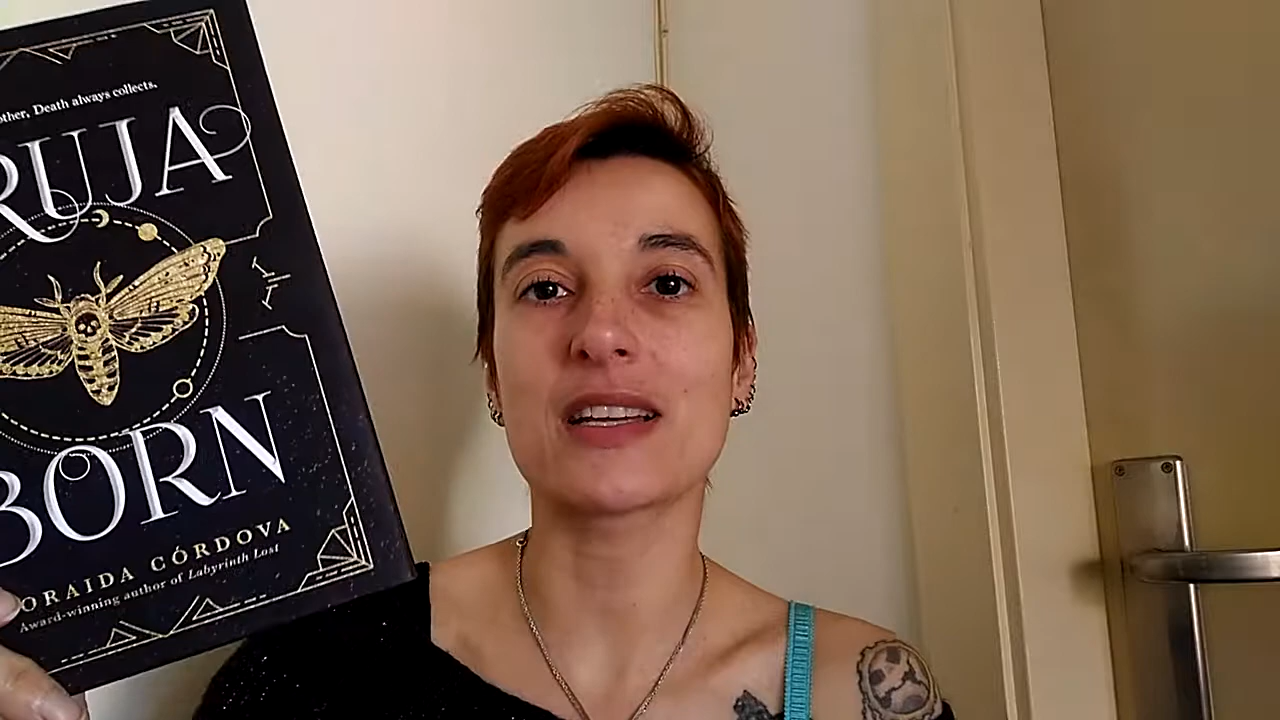 other, Death always collects.
RUJA
BORN
ORAIDA CÓRDOVA
Award-winning author of Labyrinth Lost